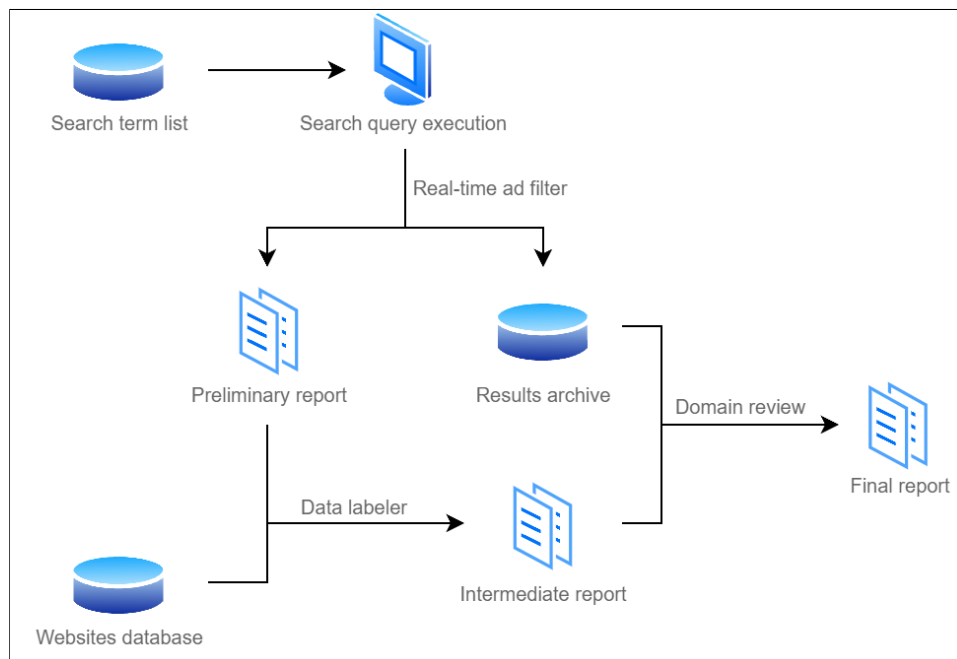 Search term list
Search query execution
Real-time ad filter
Preliminary report
Results archive
Domain review
Final report
Data labeler
Intermediate report
Websites database